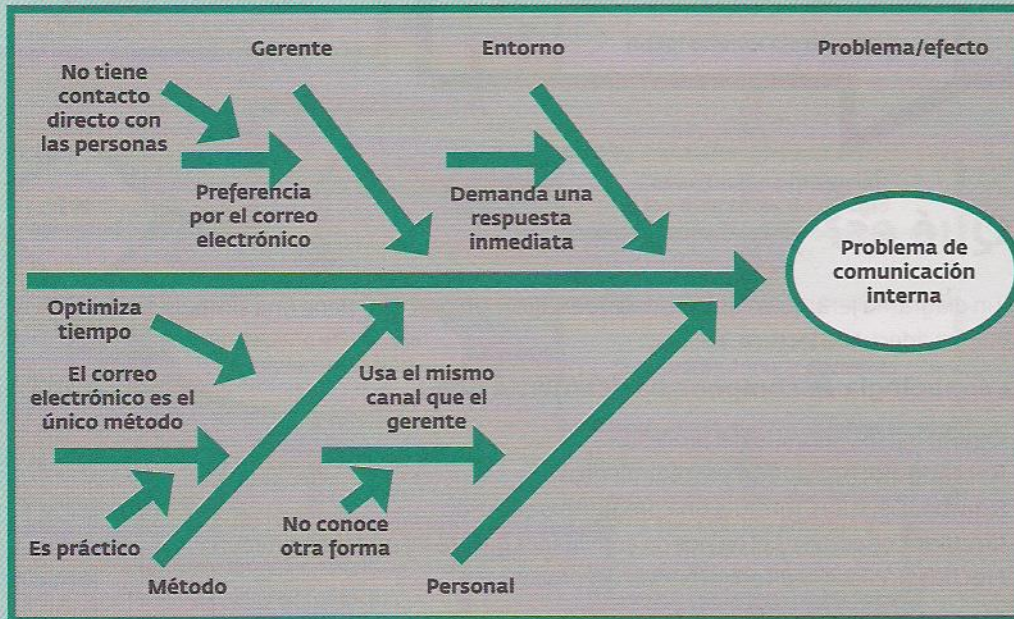 Gerente
Entorno
Problema/efecto
No tiene
contacto
directo con
las personas
Preferencia
por el correo
electrónico
Demanda una
respuesta
inmediata
Problema de
comunicación
interna
Optimiza
tiempo
El correo
electrónico es el
único método
Usa el mismo
canal que el
gerente
Es práctico
No conoce
otra forma
Método
Personal